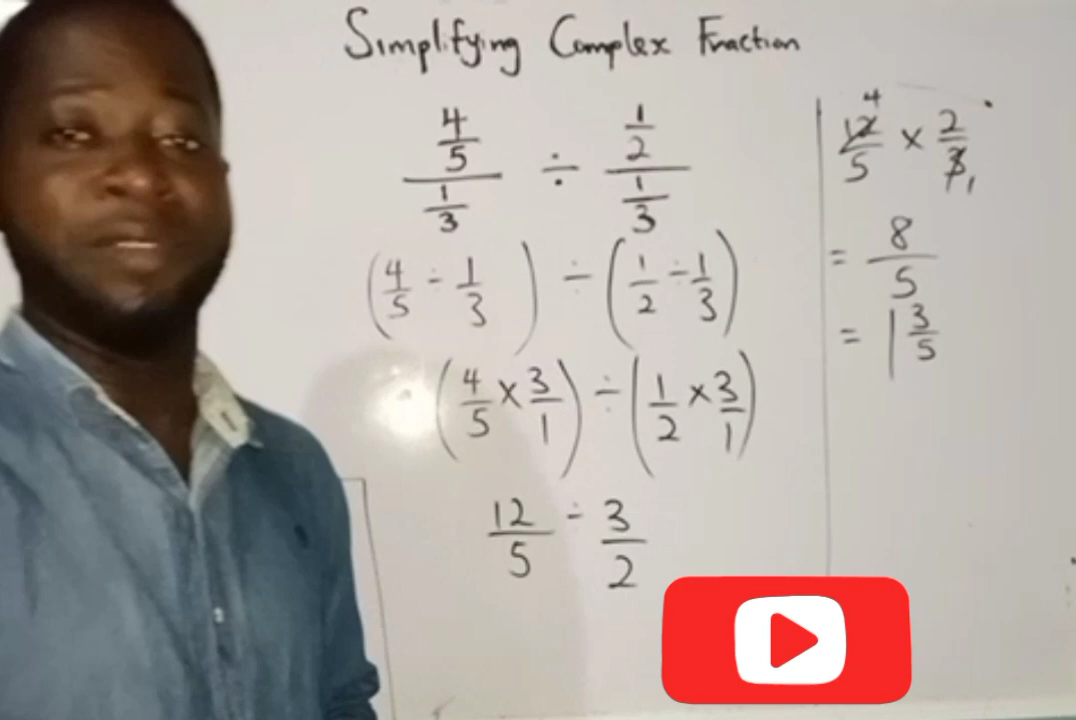 Simplifying Complex Fraction
4/5 / 1/3 ÷ 1/2 / 1/3
(4/5 ÷ 1/3) ÷ (1/2 ÷ 1/3)
(4/5 × 3/1) ÷ (1/2 × 3/1)
12/5 ÷ 3/2
12/5 4 × 2/3 1
= 8/5
= 1 3/5